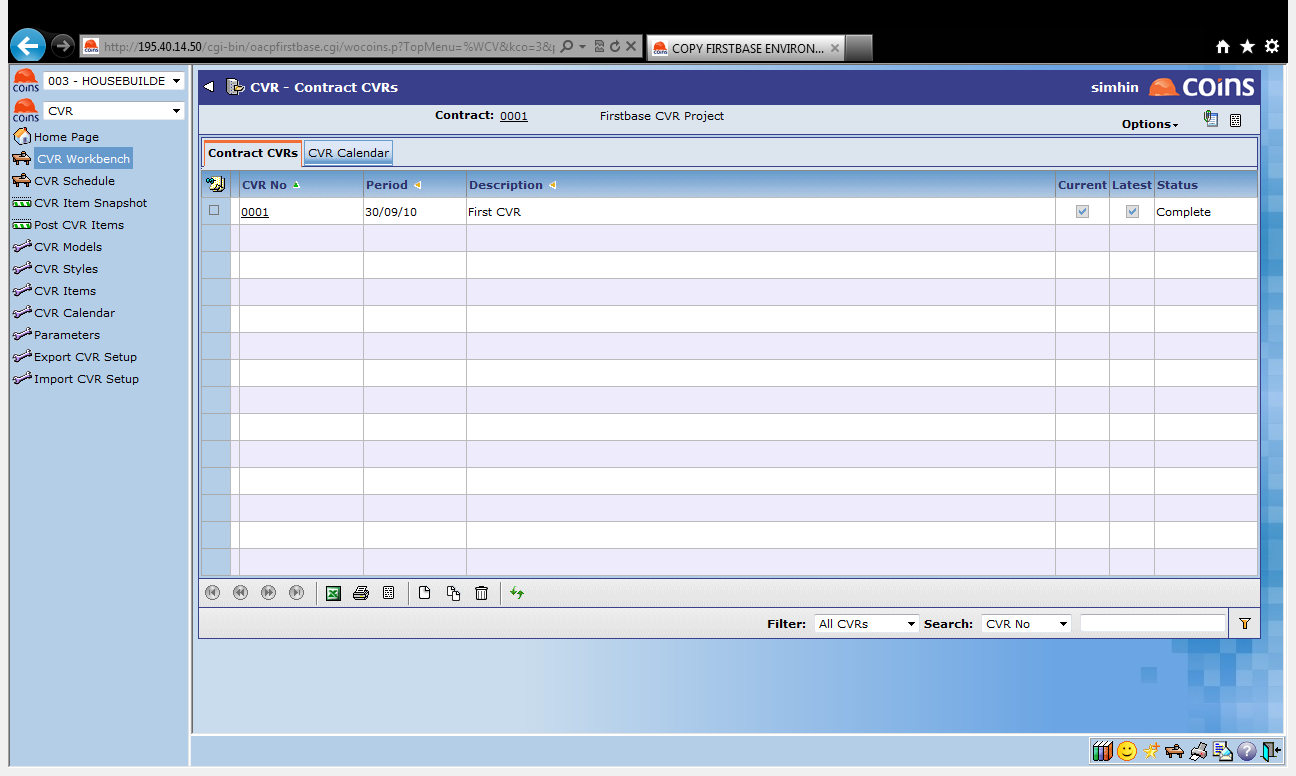 http://195.40.14.50/cgi-bin/oacpfirstbase.cgi/wocoins.p?TopMenu=%WCV&kco=3&
COPY FIRSTBASE ENVIRON...
coins 003 - HOUSEBUILDE
coins CVR
Home Page
CVR Workbench
CVR Schedule
CVR Item Snapshot
Post CVR Items
CVR Models
CVR Styles
CVR Items
CVR Calendar
Parameters
Export CVR Setup
Import CVR Setup
CVR - Contract CVRs
simhin coins
Contract: 0001 Firstbase CVR Project
Options
Contract CVRs CVR Calendar
CVR No Period Description Current Latest Status
0001 30/09/10 First CVR Complete
Filter: All CVRs Search: CVR No